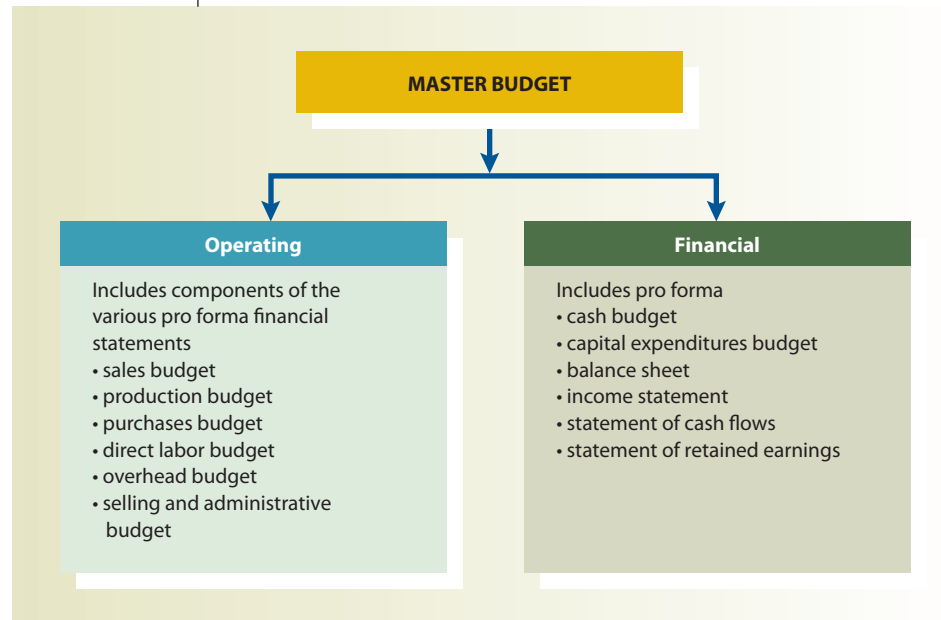 MASTER BUDGET
Operating
Includes components of the
various pro forma financial
statements
• sales budget
• production budget
• purchases budget
• direct labor budget
• overhead budget
• selling and administrative
budget
Financial
Includes pro forma
• cash budget
• capital expenditures budget
• balance sheet
• income statement
• statement of cash flows
• statement of retained earnings